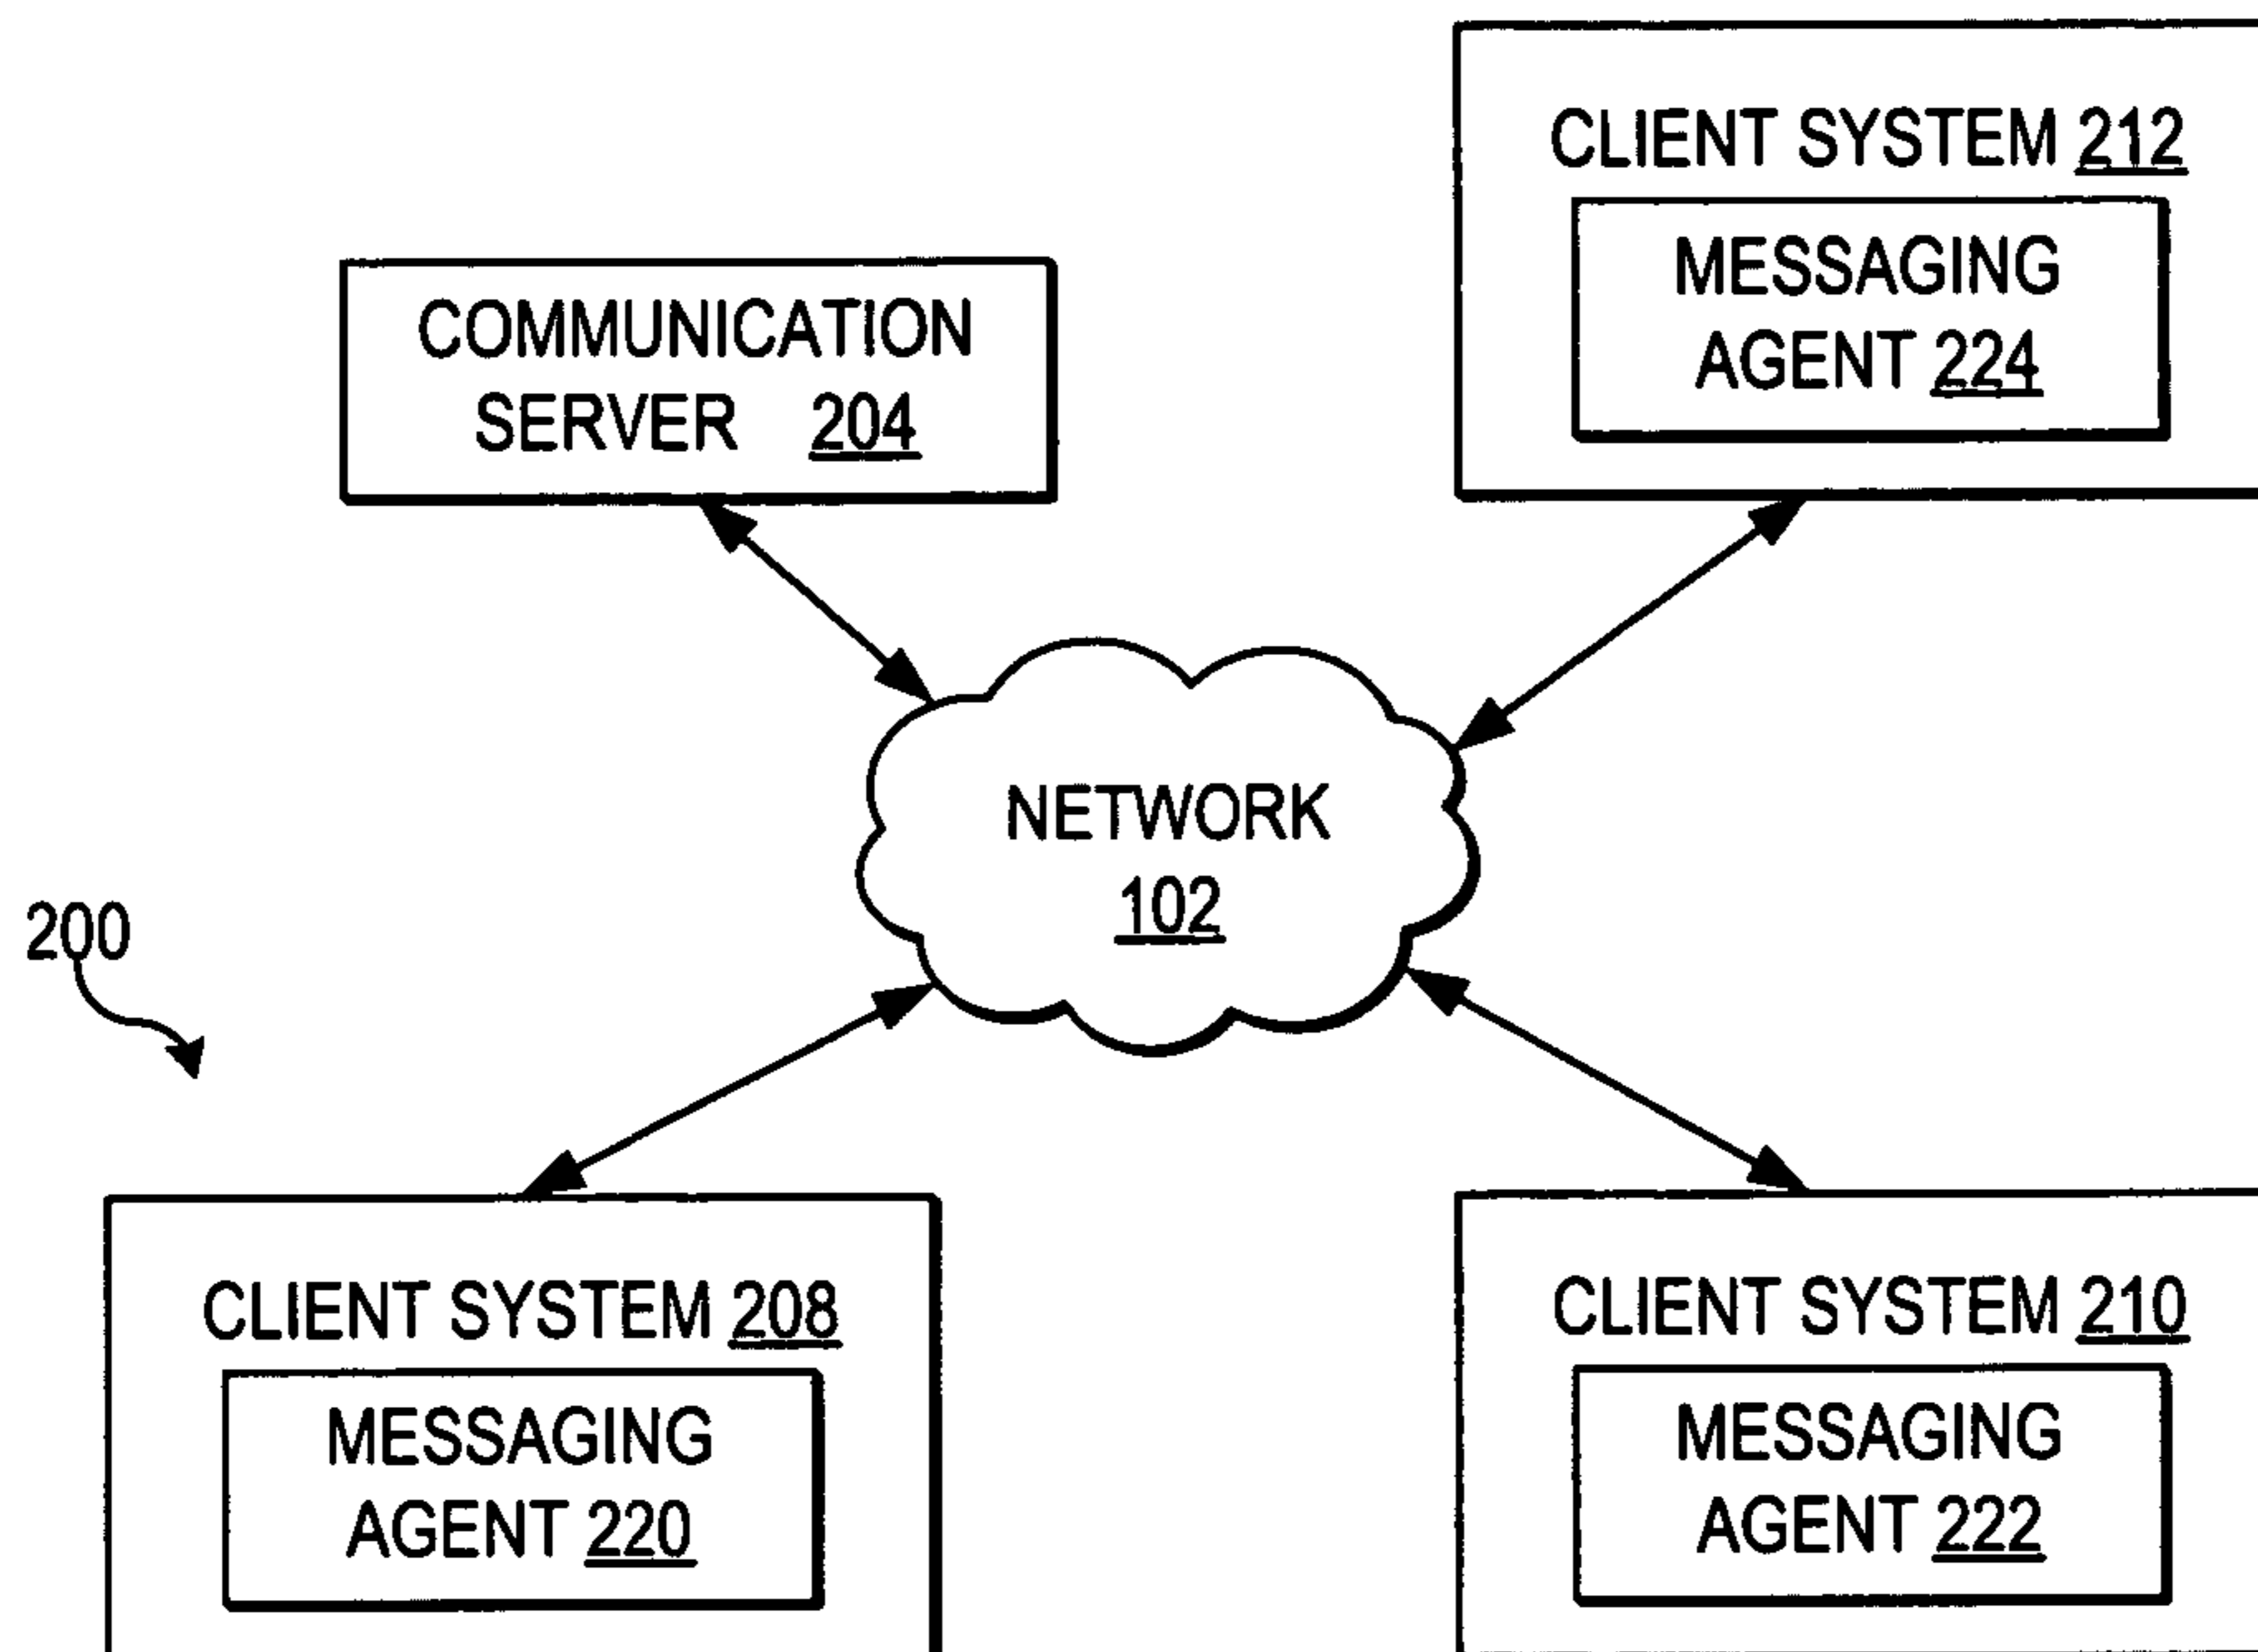 CLIENT SYSTEM 212
MESSAGING
AGENT 224
COMMUNICATION
SERVER 204
NETWORK
102
200
CLIENT SYSTEM 208
MESSAGING
AGENT 220
CLIENT SYSTEM 210
MESSAGING
AGENT 222